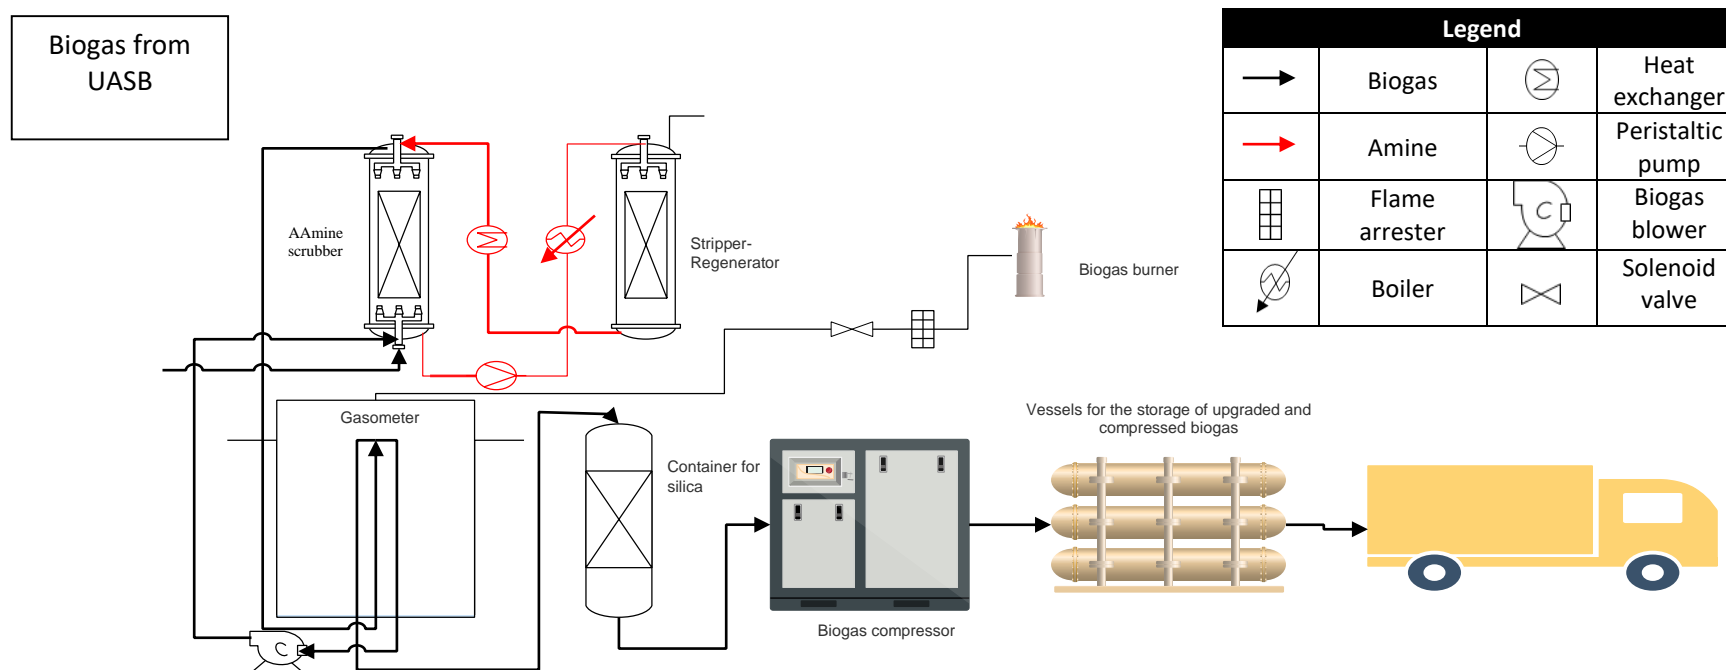 Biogas from
UASB
Legend
Biogas
Heat
exchanger
Amine
Peristaltic
pump
Flame
arrester
C
Biogas
blower
Boiler
Solenoid
valve
AAmine
scrubber
Stripper-
Regenerator
Biogas burner
Gasometer
Container for
silica
Vessels for the storage of upgraded and
compressed biogas
C
Biogas compressor